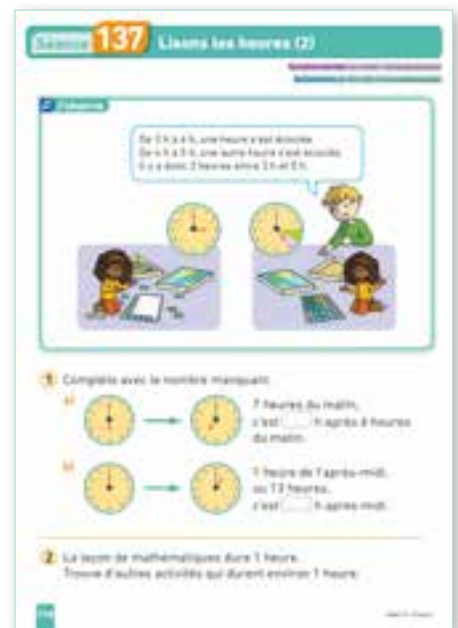 Séance 137 Lisons les heures (2)
J'observe
De 3 h à 4 h, une heure s'est écoulée.
De 4 h à 5 h, une autre heure s'est écoulée.
Il y a donc 2 heures entre 3 h et 5 h.
1 Complète avec le nombre manquant.
a)
7 heures du matin,
c'est h après 6 heures
du matin.
b)
1 heure de l'après-midi,
ou 13 heures,
c'est h après midi.
2 La leçon de mathématiques dure 1 heure.
Trouve d'autres activités qui durent environ 1 heure.